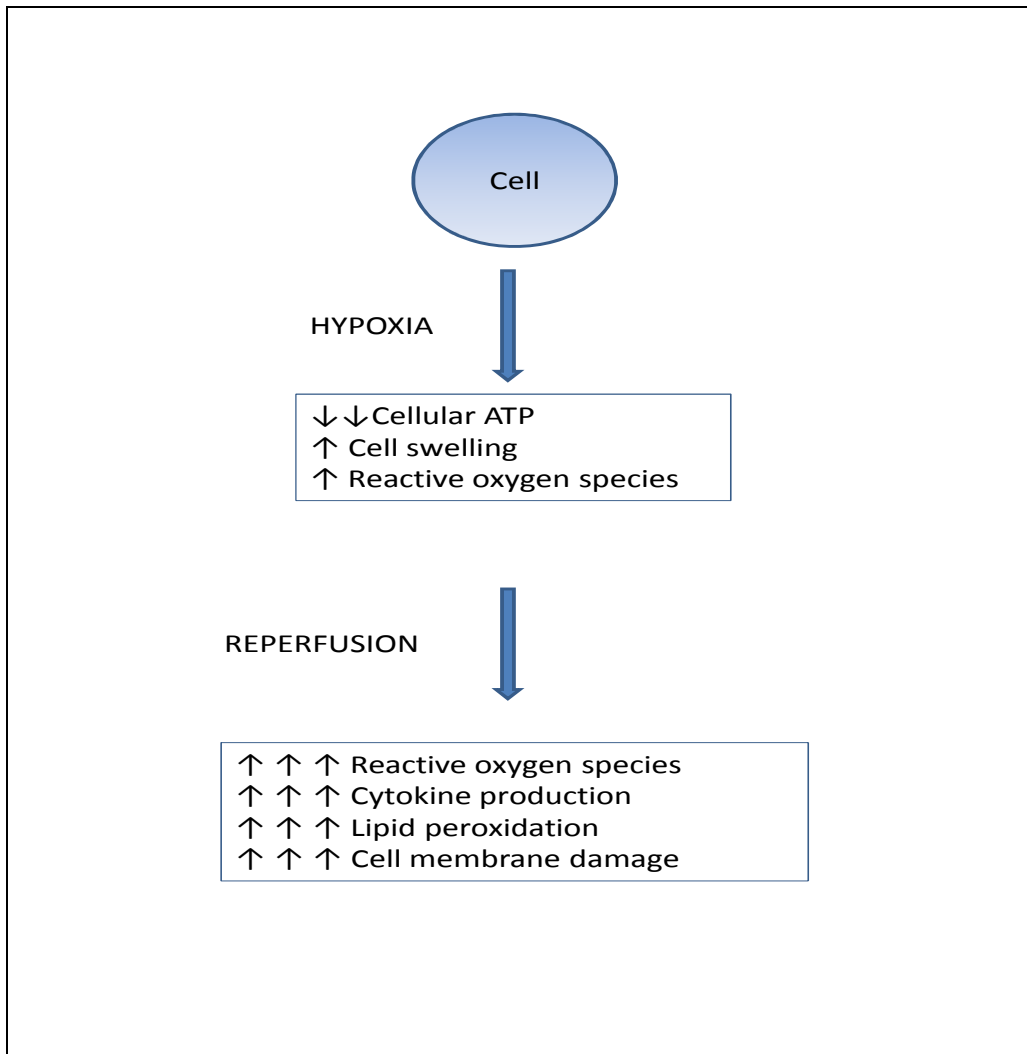 Cell
HYPOXIA
↓ ↓Cellular ATP
↑ Cell swelling
↑ Reactive oxygen species
REPERFUSION
↑ ↑ ↑ Reactive oxygen species
↑ ↑ ↑ Cytokine production
↑ ↑ ↑ Lipid peroxidation
↑ ↑ ↑ Cell membrane damage